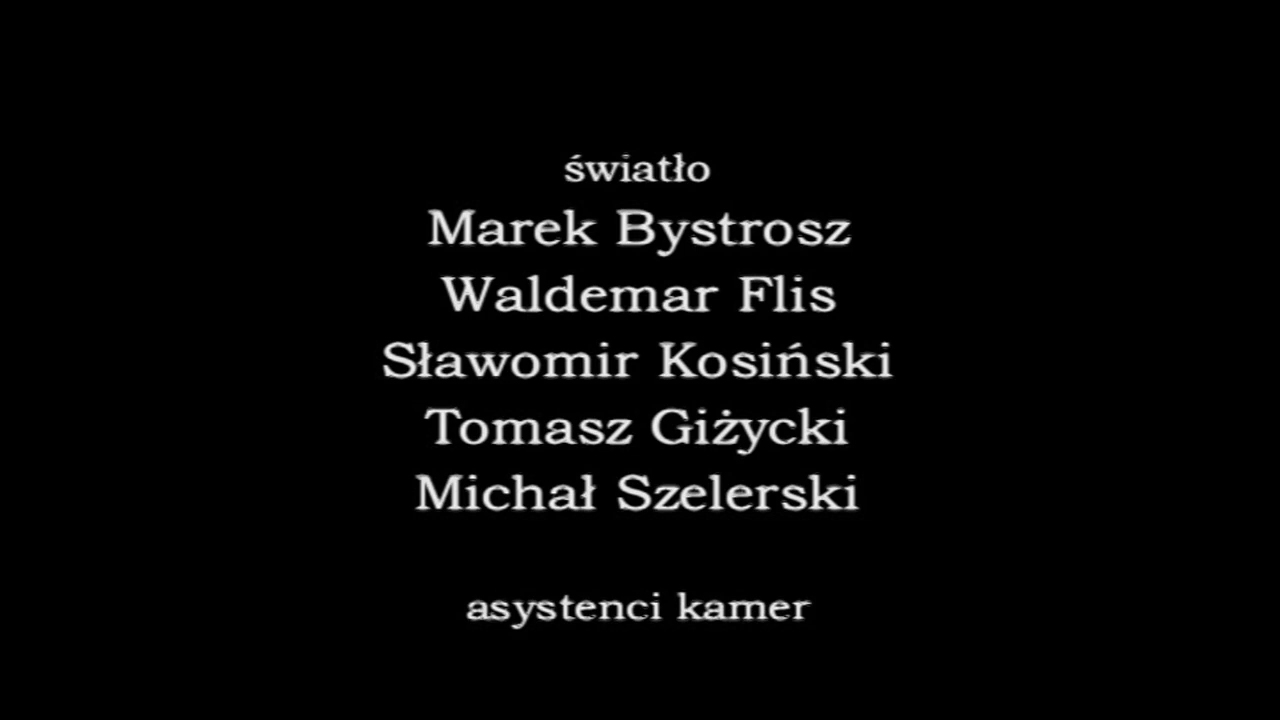 światło
Marek Bystrosz
Waldemar Flis
Sławomir Kosiński
Tomasz Giżycki
Michał Szelerski
asystenci kamer